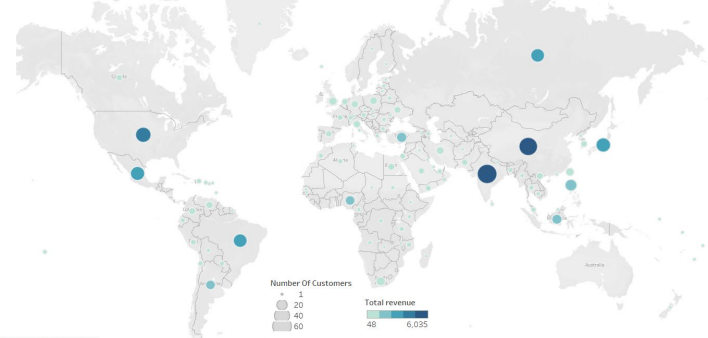 Australia
Number Of Customers
1
20
40
60
Total revenue
48 6,035